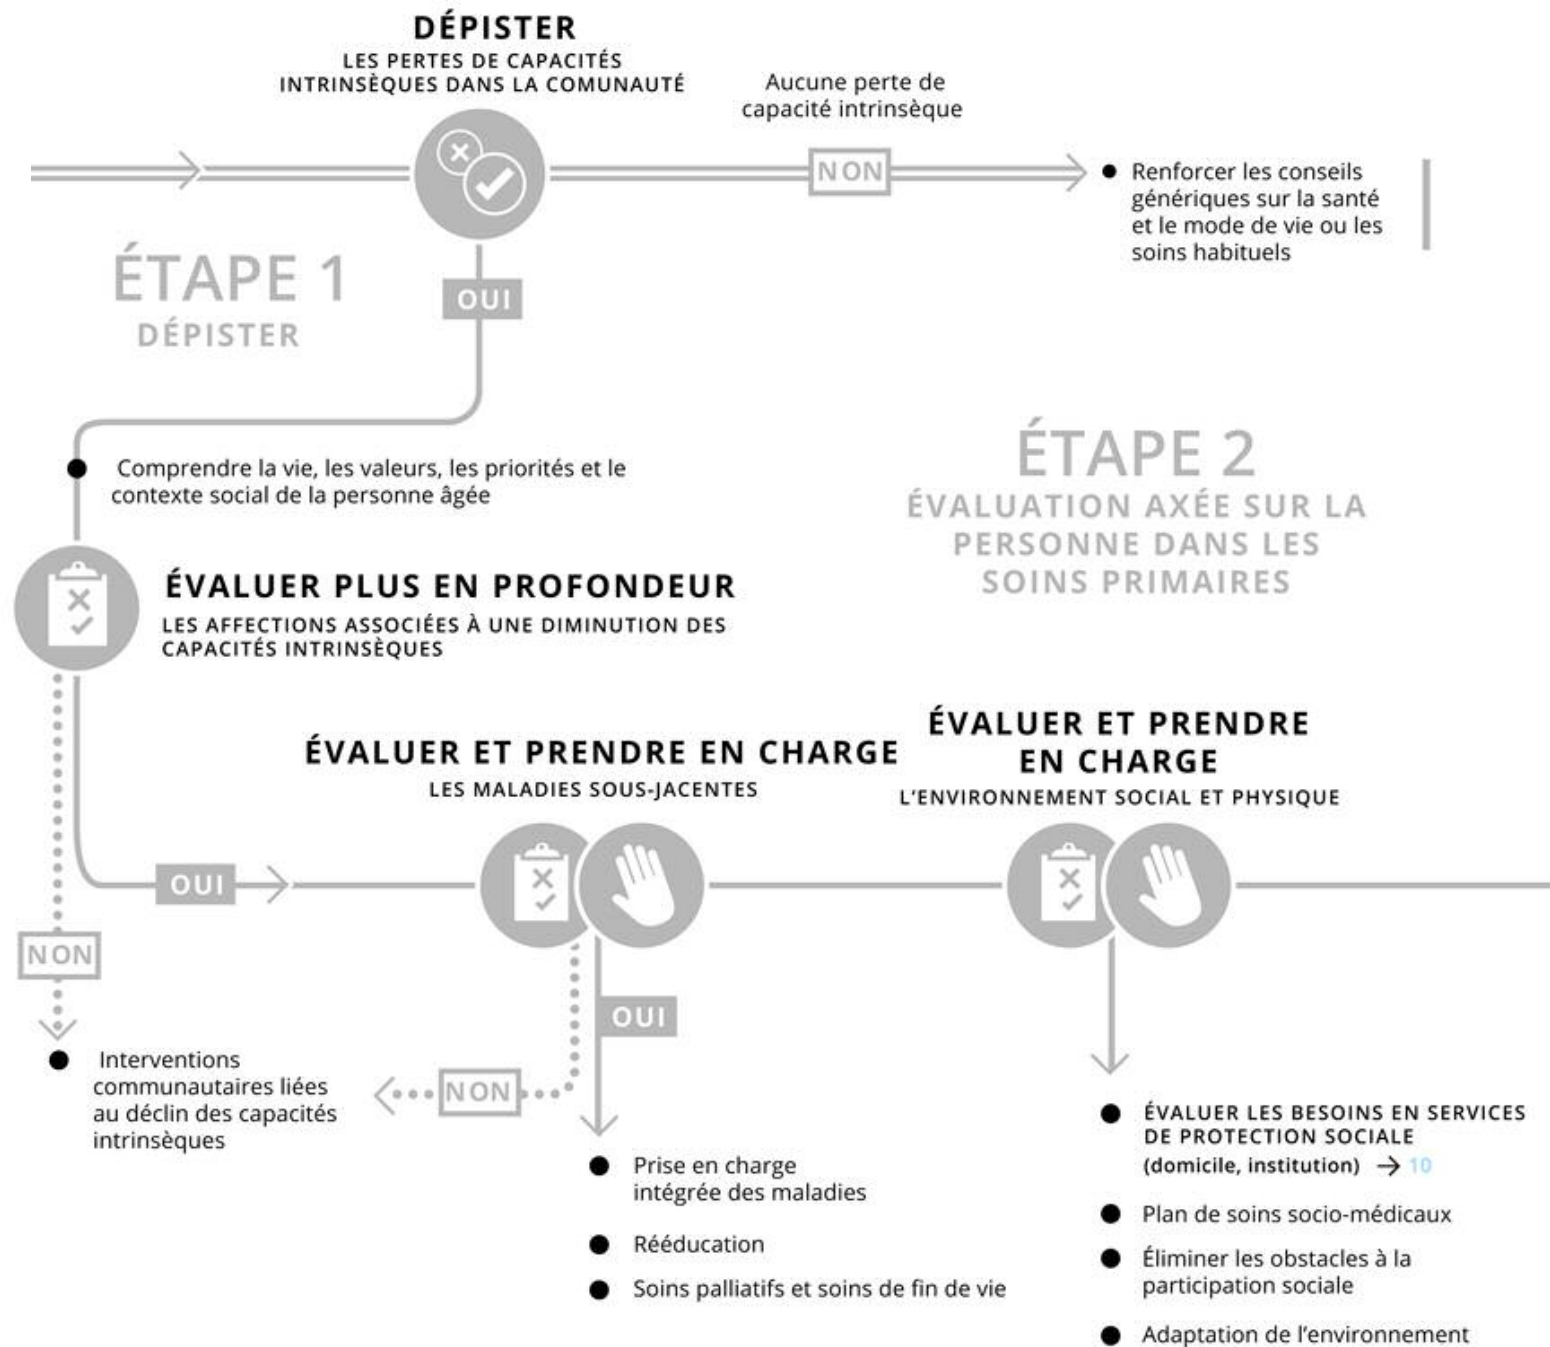 DÉPISTER
LES PERTES DE CAPACITÉS
INTRINSÈQUES DANS LA COMUNAUTÉ
Aucune perte de
capacité intrinsèque
NON
Renforcer les conseils
génériques sur la santé
et le mode de vie ou les
soins habituels
ÉTAPE 1
DÉPISTER
OUI
Comprendre la vie, les valeurs, les priorités et le
contexte social de la personne âgée
ÉTAPE 2
ÉVALUATION AXÉE SUR LA
PERSONNE DANS LES
SOINS PRIMAIRES
ÉVALUER PLUS EN PROFONDEUR
LES AFFECTIONS ASSOCIÉES À UNE DIMINUTION DES
CAPACITÉS INTRINSÈQUES
ÉVALUER ET PRENDRE EN CHARGE
LES MALADIES SOUS-JACENTES
ÉVALUER ET PRENDRE
EN CHARGE
L'ENVIRONNEMENT SOCIAL ET PHYSIQUE
OUI
NON
Interventions
communautaires liées
au déclin des capacités
intrinsèques
NON
OUI
Prise en charge
intégrée des maladies
Rééducation
Soins palliatifs et soins de fin de vie
ÉVALUER LES BESOINS EN SERVICES
DE PROTECTION SOCIALE
(domicile, institution) → 10
Plan de soins socio-médicaux
Éliminer les obstacles à la
participation sociale
Adaptation de l'environnement